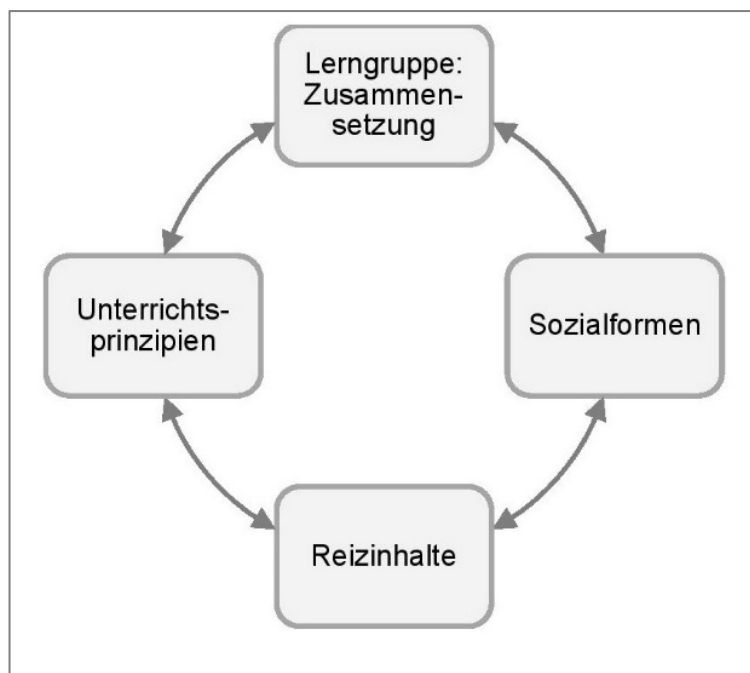 Lerngruppe:
Zusammen-
setzung
Unterrichts-
prinzipien
Sozialformen
Reizinhalte